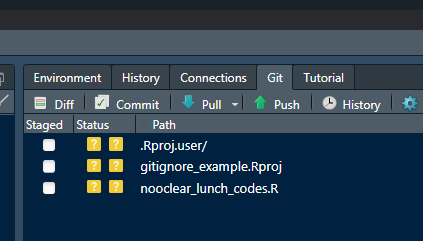 Environment History Connections Git Tutorial
Diff Commit Pull Push History
Staged Status Path
? ? .Rproj.user/
? ? gitignore_example.Rproj
? ? nooclear_lunch_codes.R